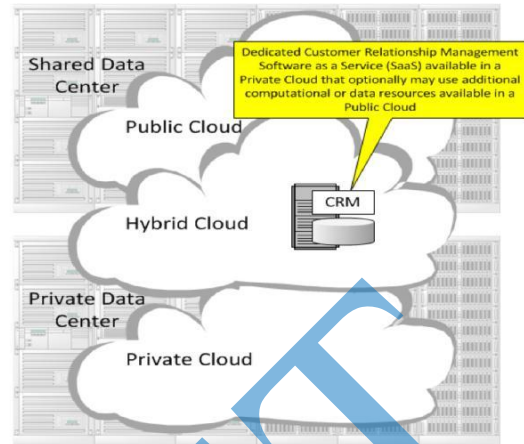 Dedicated Customer Relationship Management
Software as a Service (SaaS) available in a
Private Cloud that optionally may use additional
computational or data resources available in a
Public Cloud
Shared Data
Center
Public Cloud
CRM
Hybrid Cloud
Private Data
Center
Private Cloud